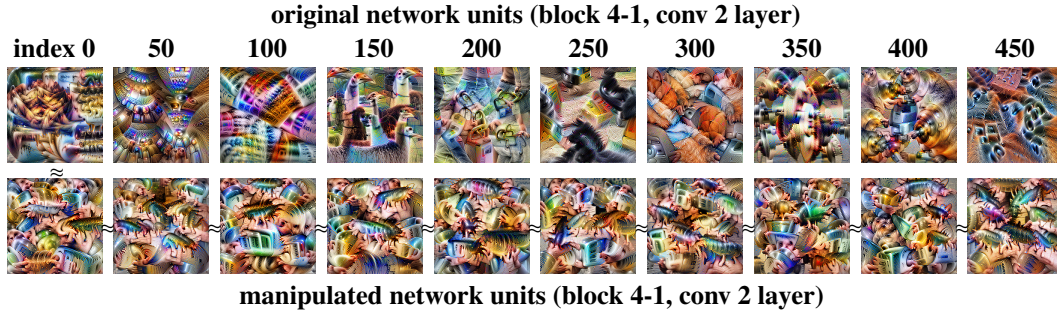 original network units (block 4-1, conv 2 layer)
index 0 50 100 150 200 250 300 350 400 450
≈
≈ ≈ ≈ ≈ ≈ ≈ ≈ ≈ ≈
manipulated network units (block 4-1, conv 2 layer)